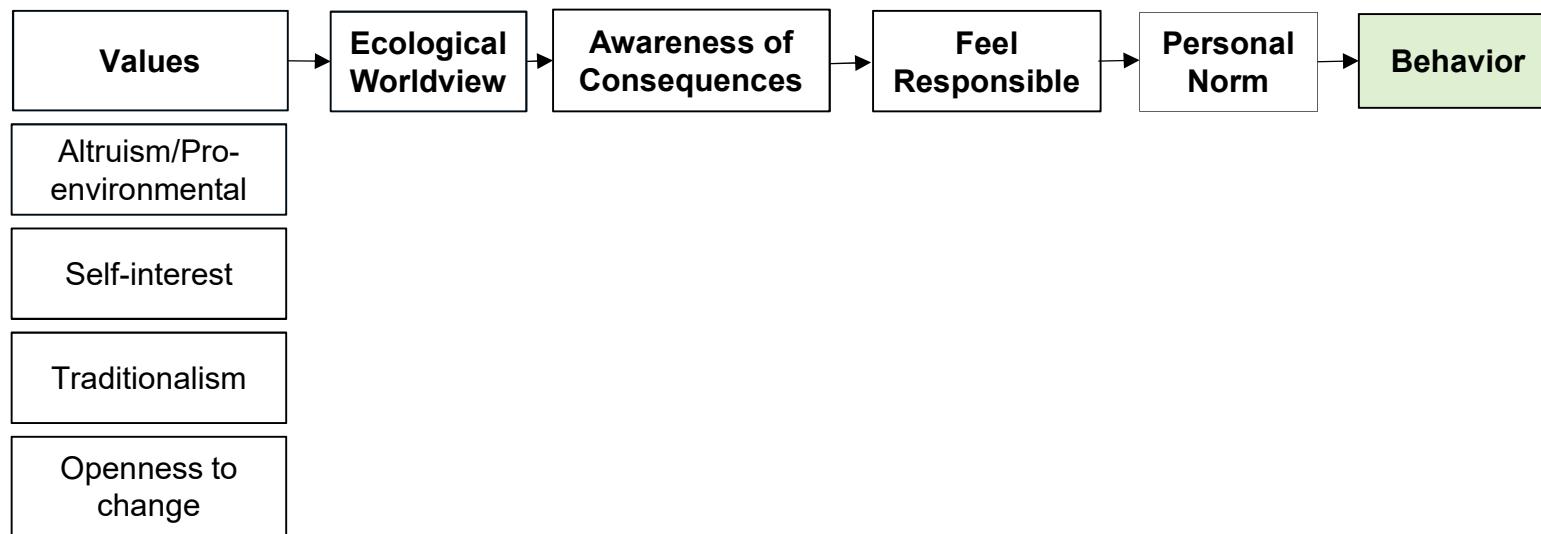 Values
Ecological
Worldview
Awareness of
Consequences
Feel
Responsible
Personal
Norm
Behavior
Altruism/Pro-
environmental
Self-interest
Traditionalism
Openness to
change